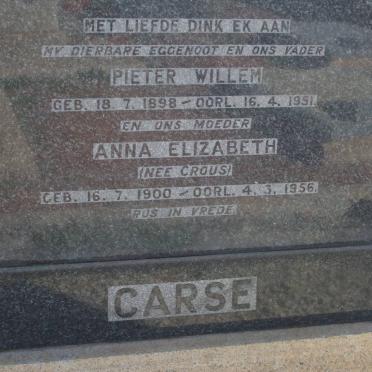 MET LIEFDE DINK EK AAN
MY DIERBARE EGGENOOT EN ONS VADER
PIETER WILLEM
GEB. 18. 7. 1898 – OORL. 16. 4. 1951.
EN ONS MOEDER
ANNA ELIZABETH
(NEE CROUS)
GEB. 16. 7. 1900 – OORL. 4. 3. 1956.
RUS IN VREDE
CARSE